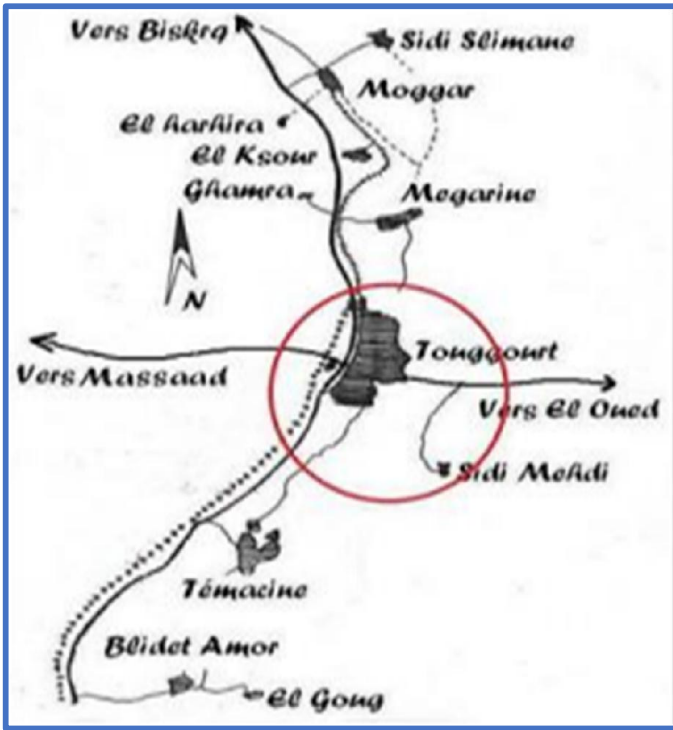 Vers Biskra
Sidi Slimane
Moggar
El harhira
El Ksour
Ghamra
Megarine
N
Touggourt
Vers Massaad
Vers El Oued
Sidi Mehdi
Témacine
Blidet Amor
El Goug